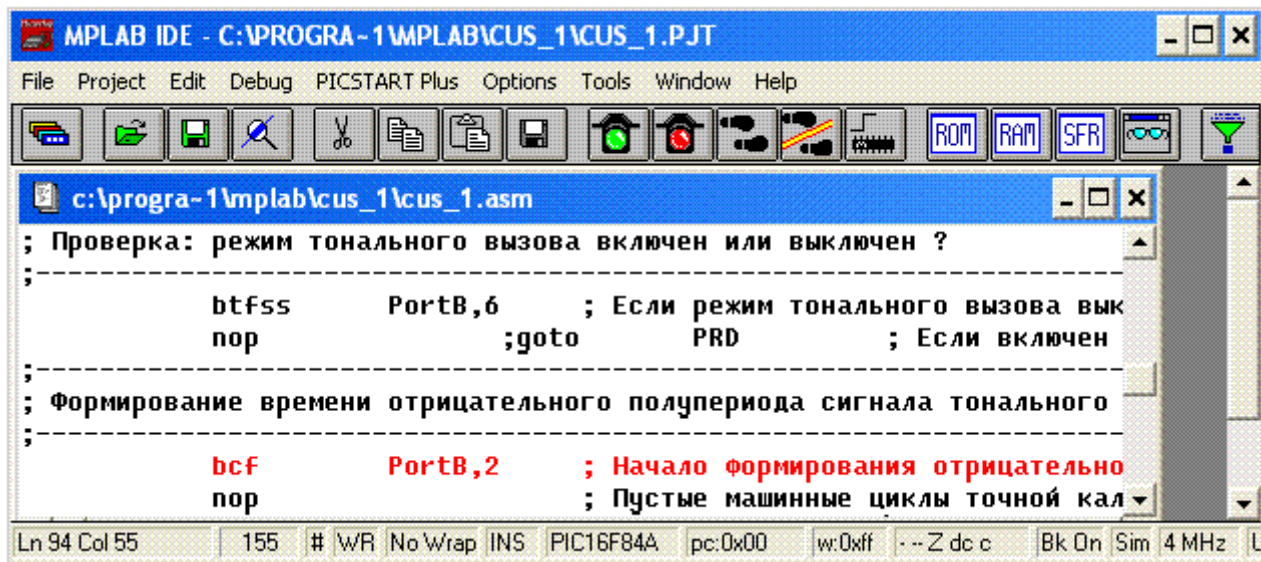 MPLAB IDE - C:\PROGRA~1\MPLAB\CUS_1\CUS_1.PJT
File Project Edit Debug PICSTART Plus Options Tools Window Help
ROM RAM SFR
c:\progra~1\mplab\cus_1\cus_1.asm
; Проверка: режим тонального вызова включен или выключен ?
;--------------------------------------------------------------------
btfss PortB,6 ; Если режим тонального вызова вык
nop ;goto PRD ; Если включен
;--------------------------------------------------------------------
; Формирование времени отрицательного полупериода сигнала тонального
;--------------------------------------------------------------------
bcf PortB,2 ; Начало формирования отрицательно
nop ; Пустые машинные циклы точной кал
Ln 94 Col 55 155 # WR No Wrap INS PIC16F84A pc:0x00 w:0xff - -- Z dc c Bk On Sim 4 MHz